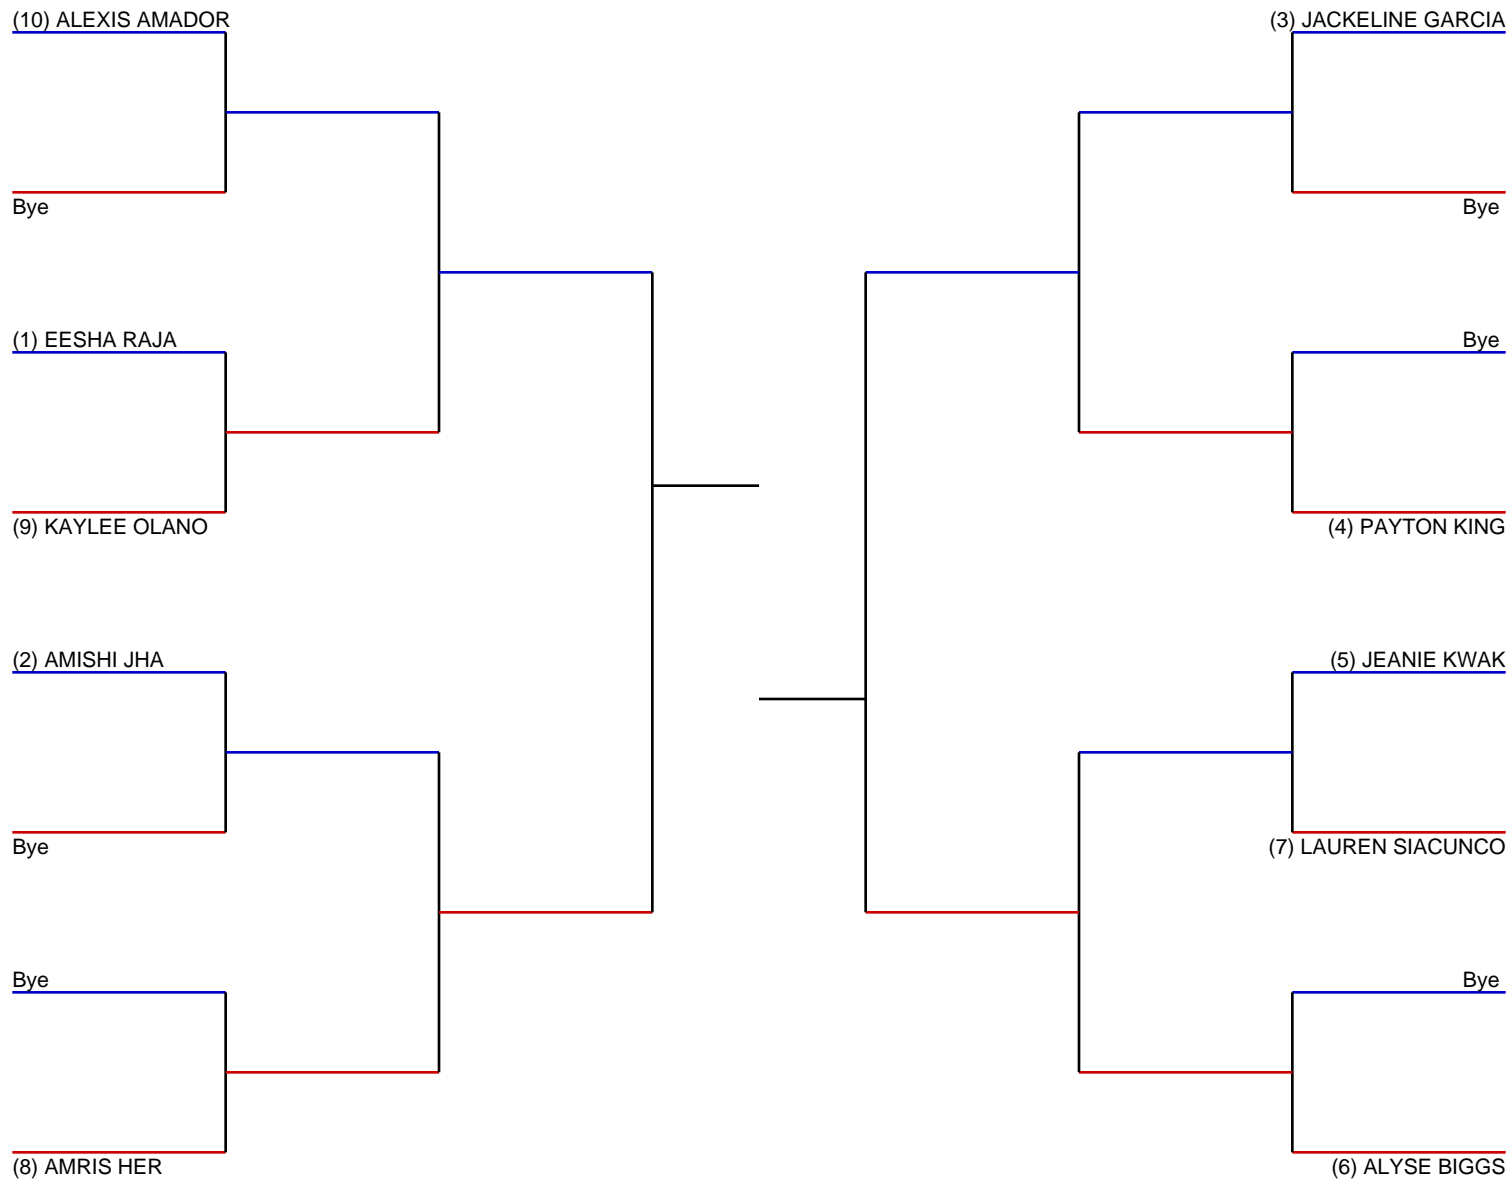 (10) ALEXIS AMADOR
Bye
(1) EESHA RAJA
(9) KAYLEE OLANO
(2) AMISHI JHA
Bye
Bye
(8) AMRIS HER
(3) JACKELINE GARCIA
Bye
Bye
(4) PAYTON KING
(5) JEANIE KWAK
(7) LAUREN SIACUNCO
Bye
(6) ALYSE BIGGS